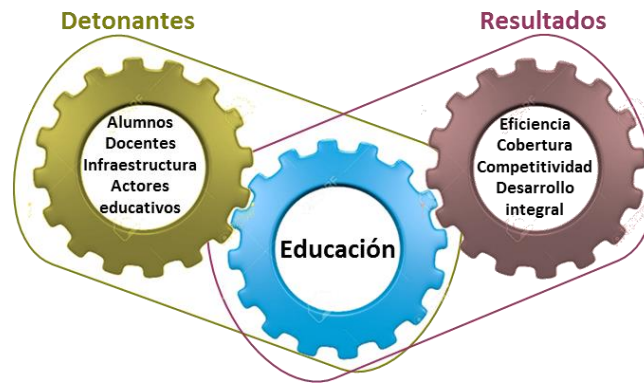 Detonantes
Resultados
Alumnos
Docentes
Infraestructura
Actores
educativos
Eficiencia
Cobertura
Competitividad
Desarrollo
integral
Educación